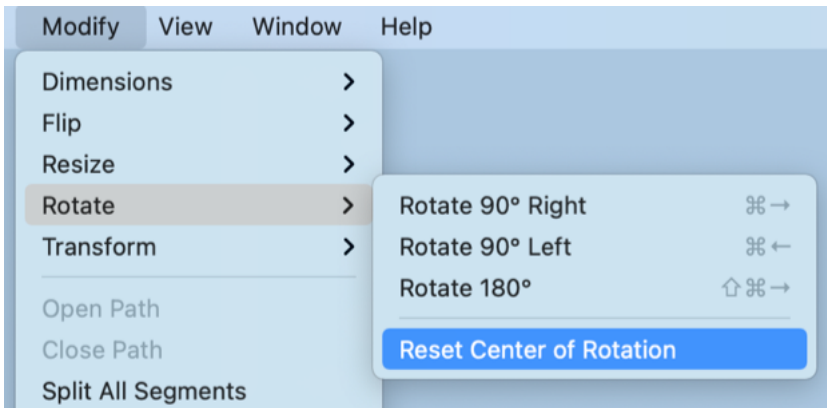 Modify View Window Help
Dimensions
Flip
Resize
Rotate
Transform
Open Path
Close Path
Split All Segments
Rotate 90° Right ⌘→
Rotate 90° Left ⌘←
Rotate 180° ⇧⌘→
Reset Center of Rotation